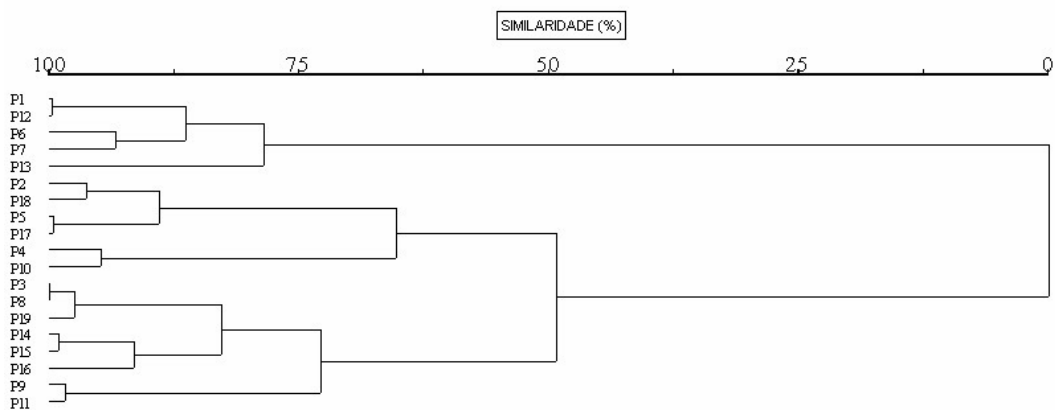 SIMILARIDADE (%)
100 75 50 25 0
P1
P12
P6
P7
P13
P2
P18
P5
P17
P4
P10
P3
P8
P19
P14
P15
P16
P9
P11